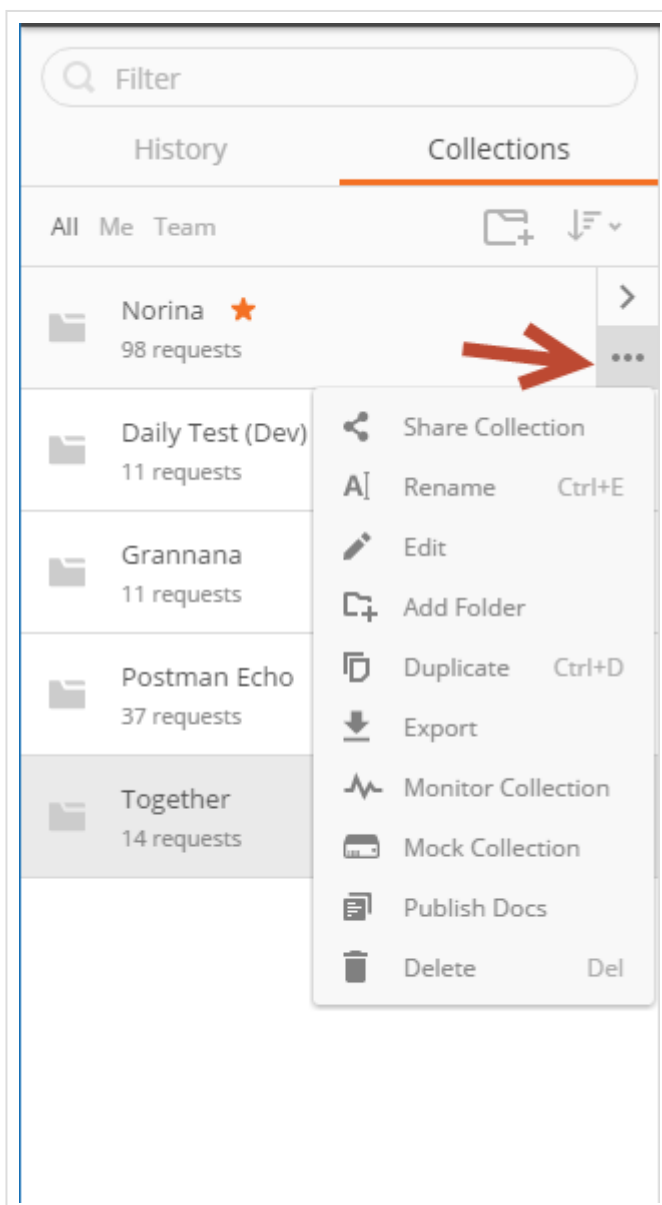 Filter
History Collections
All Me Team
Norina
98 requests
Daily Test (Dev)
11 requests
Grannana
11 requests
Postman Echo
37 requests
Together
14 requests
Share Collection
Rename Ctrl+E
Edit
Add Folder
Duplicate Ctrl+D
Export
Monitor Collection
Mock Collection
Publish Docs
Delete Del